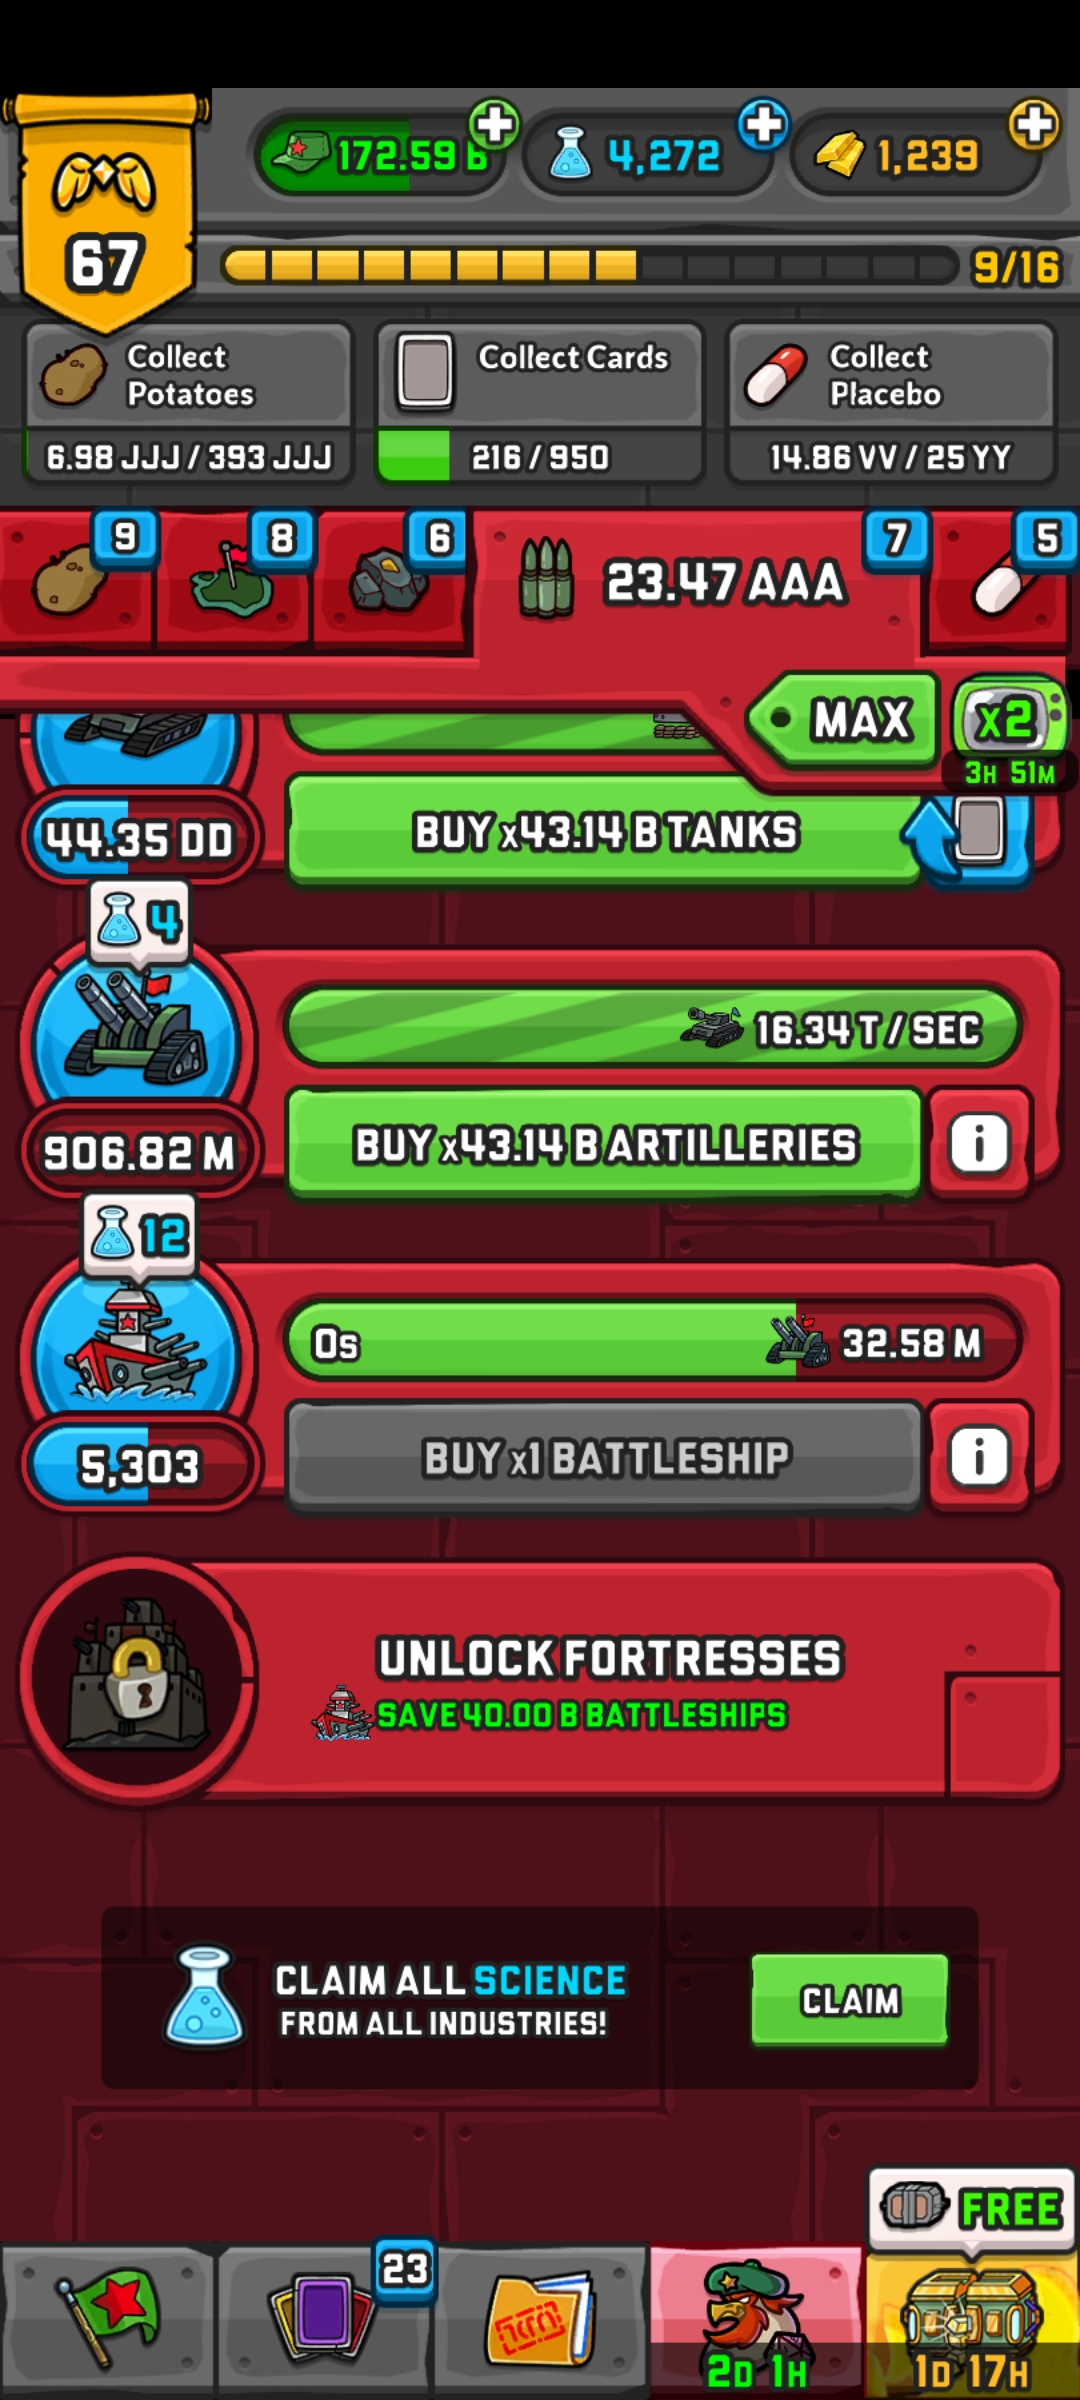 67
172.59 B
4,272
1,239
9/16
Collect Potatoes
6.98 JJJ / 393 JJJ
Collect Cards
216 / 950
Collect Placebo
14.86 VV / 25 YY
9
8
6
23.47 AAA
7
5
MAX
x2
3H 51M
44.35 DD
BUY x43.14 B TANKS
4
16.34 T / SEC
906.82 M
BUY x43.14 B ARTILLERIES
i
12
0s
32.58 M
5,303
BUY x1 BATTLESHIP
i
UNLOCK FORTRESSES
SAVE 40.00 B BATTLESHIPS
CLAIM ALL SCIENCE
FROM ALL INDUSTRIES!
CLAIM
FREE
23
2D 1H
1D 17H